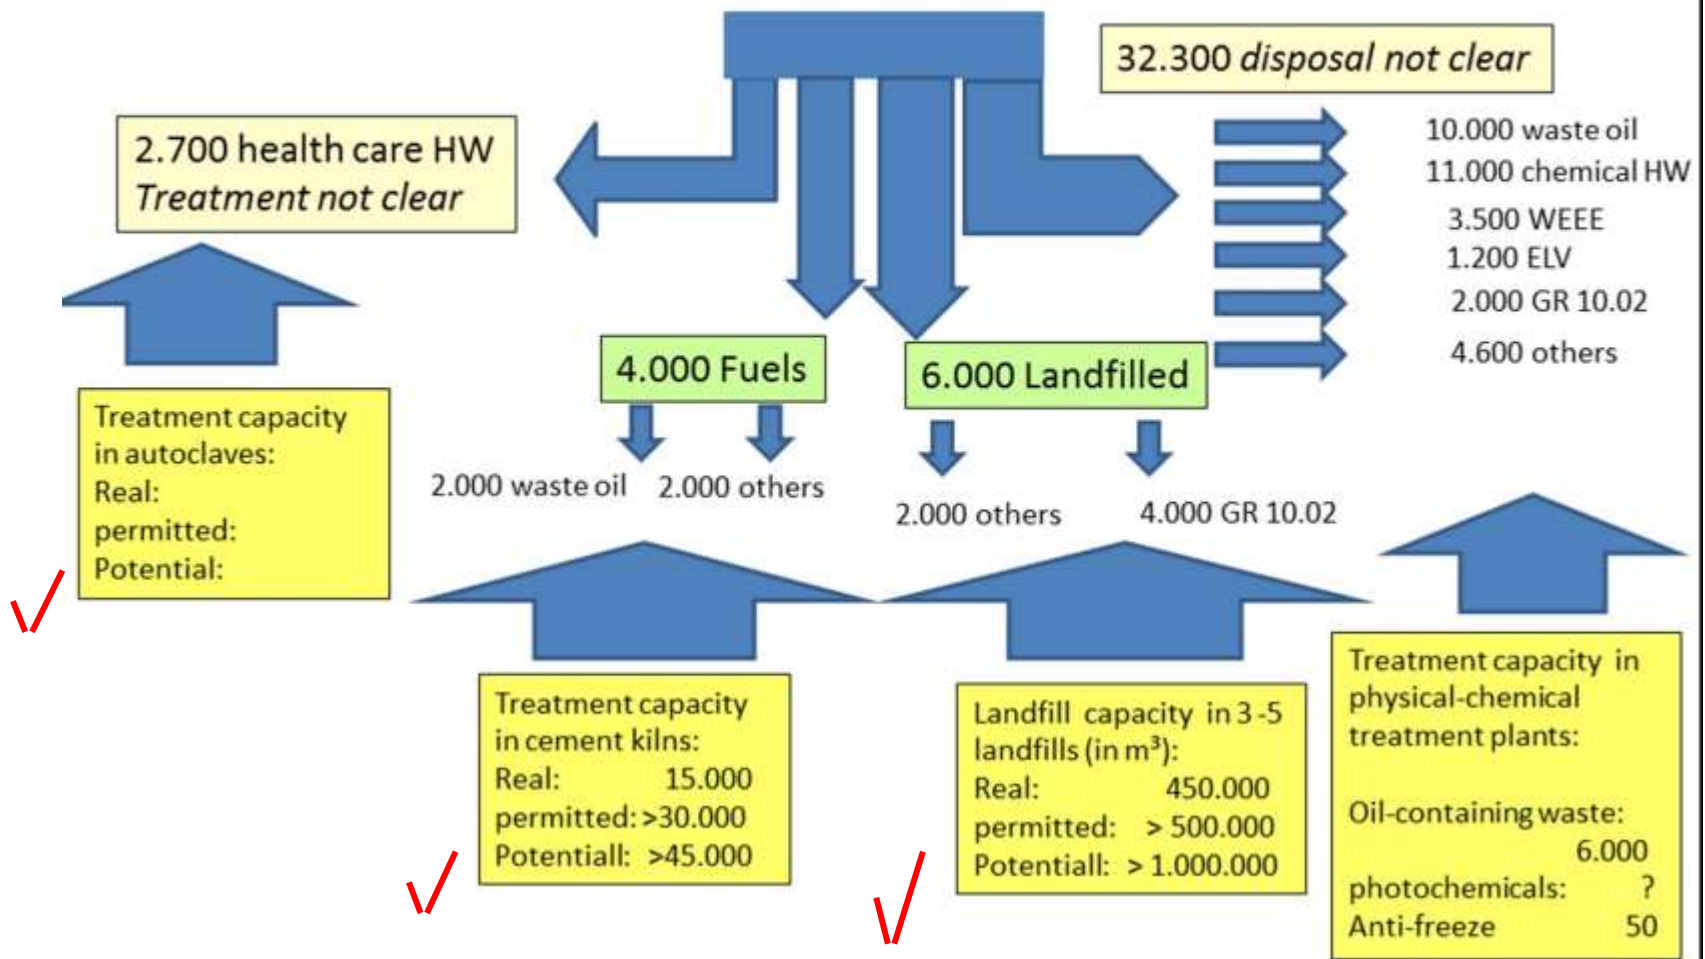 32.300 disposal not clear
2.700 health care HW
Treatment not clear
10.000 waste oil
11.000 chemical HW
3.500 WEEE
1.200 ELV
2.000 GR 10.02
4.600 others
4.000 Fuels
6.000 Landfilled
2.000 waste oil
2.000 others
2.000 others
4.000 GR 10.02
Treatment capacity
in autoclaves:
Real:
permitted:
Potential:
Treatment capacity
in cement kilns:
Real: 15.000
permitted: >30.000
Potentiall: >45.000
Landfill capacity in 3 -5
landfills (in m³):
Real: 450.000
permitted: > 500.000
Potentiall: > 1.000.000
Treatment capacity in
physical-chemical
treatment plants:
Oil-containing waste:
6.000
photochemicals: ?
Anti-freeze 50